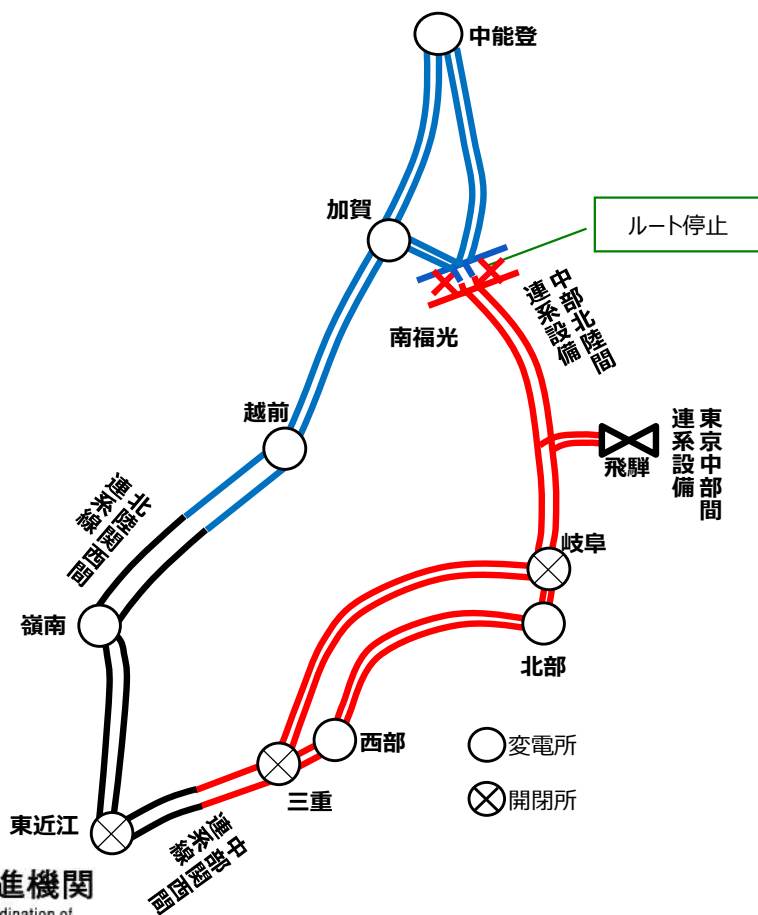 中能登
加賀
ルート停止
中部北陸間
連系設備
南福光
越前
東京中部間
連系設備
飛騨
北陸関西間
連系線
岐阜
嶺南
北部
西部
変電所
三重
開閉所
東近江
中部関西間
連系線
進機関
dination of